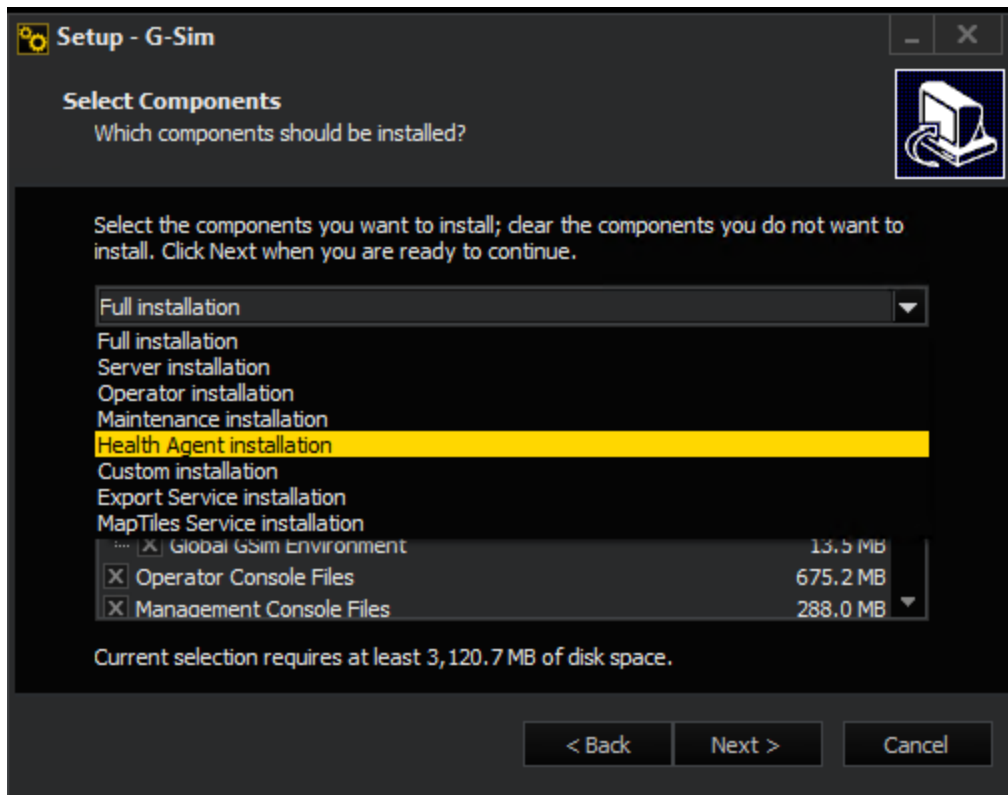 Setup - G-Sim
Select Components
Which components should be installed?
Select the components you want to install; clear the components you do not want to
install. Click Next when you are ready to continue.
Full installation
Full installation
Server installation
Operator installation
Maintenance installation
Health Agent installation
Custom installation
Export Service installation
MapTiles Service installation
Global GSim Environment 13.5 MB
Operator Console Files 675.2 MB
Management Console Files 288.0 MB
Current selection requires at least 3,120.7 MB of disk space.
< Back Next > Cancel